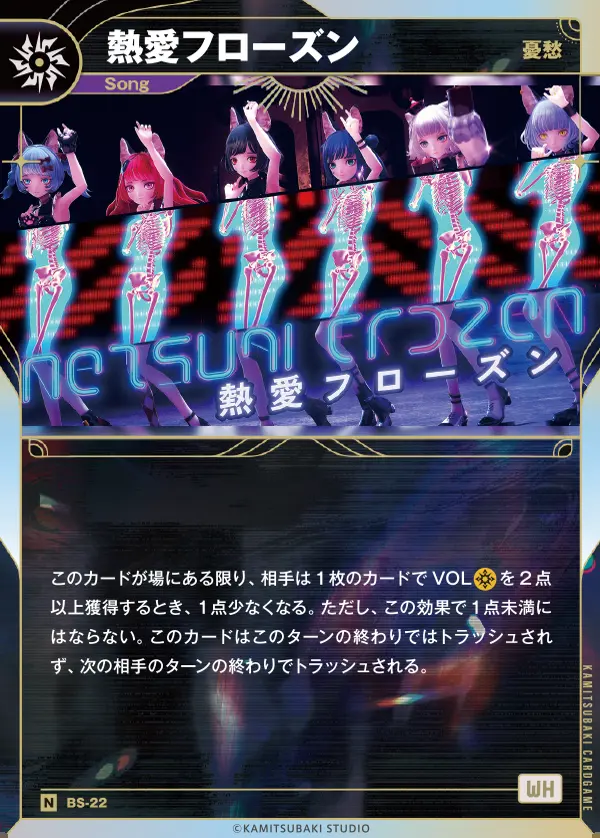 熱愛フローズン
憂愁
Song
netsuai frozen
熱愛フローズン
このカードが場にある限り、相手は1枚のカードでVOLを2点
以上獲得するとき、1点少なくなる。ただし、この効果で1点未満に
はならない。このカードはこのターンの終わりではトラッシュされ
ず、次の相手のターンの終わりでトラッシュされる。
KAMITSUBAKI CARDGAME
WH
N BS-22
©KAMITSUBAKI STUDIO